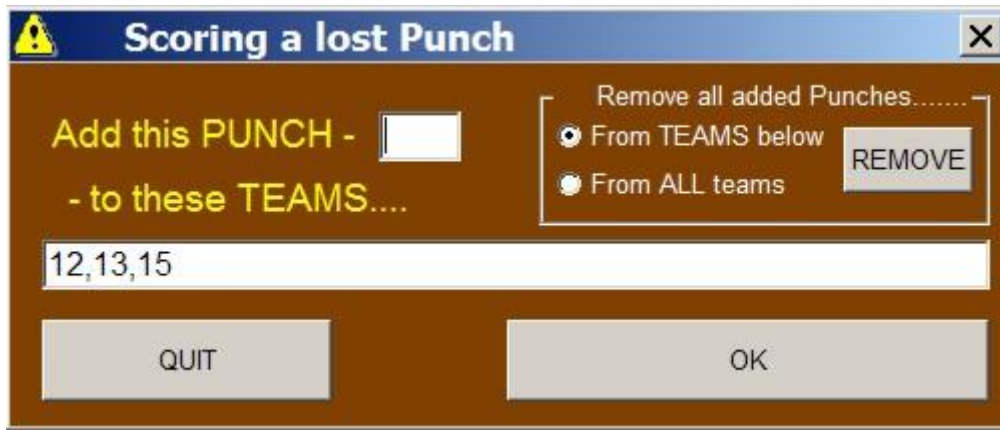 Scoring a lost Punch
Add this PUNCH -
- to these TEAMS....
Remove all added Punches.......
From TEAMS below
From ALL teams
REMOVE
12,13,15
QUIT
OK